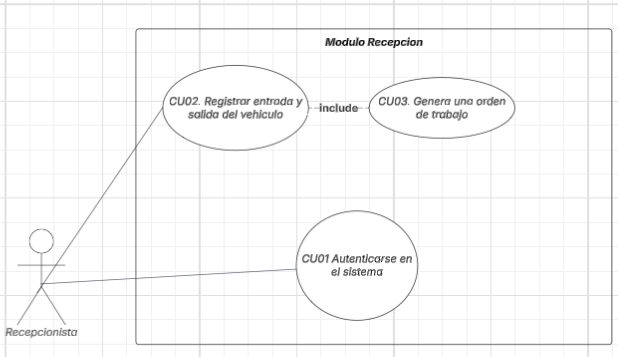 Modulo Recepcion
CU02. Registrar entrada y
salida del vehiculo
include
CU03. Genera una orden
de trabajo
CU01 Autenticarse en
el sistema
Recepcionista